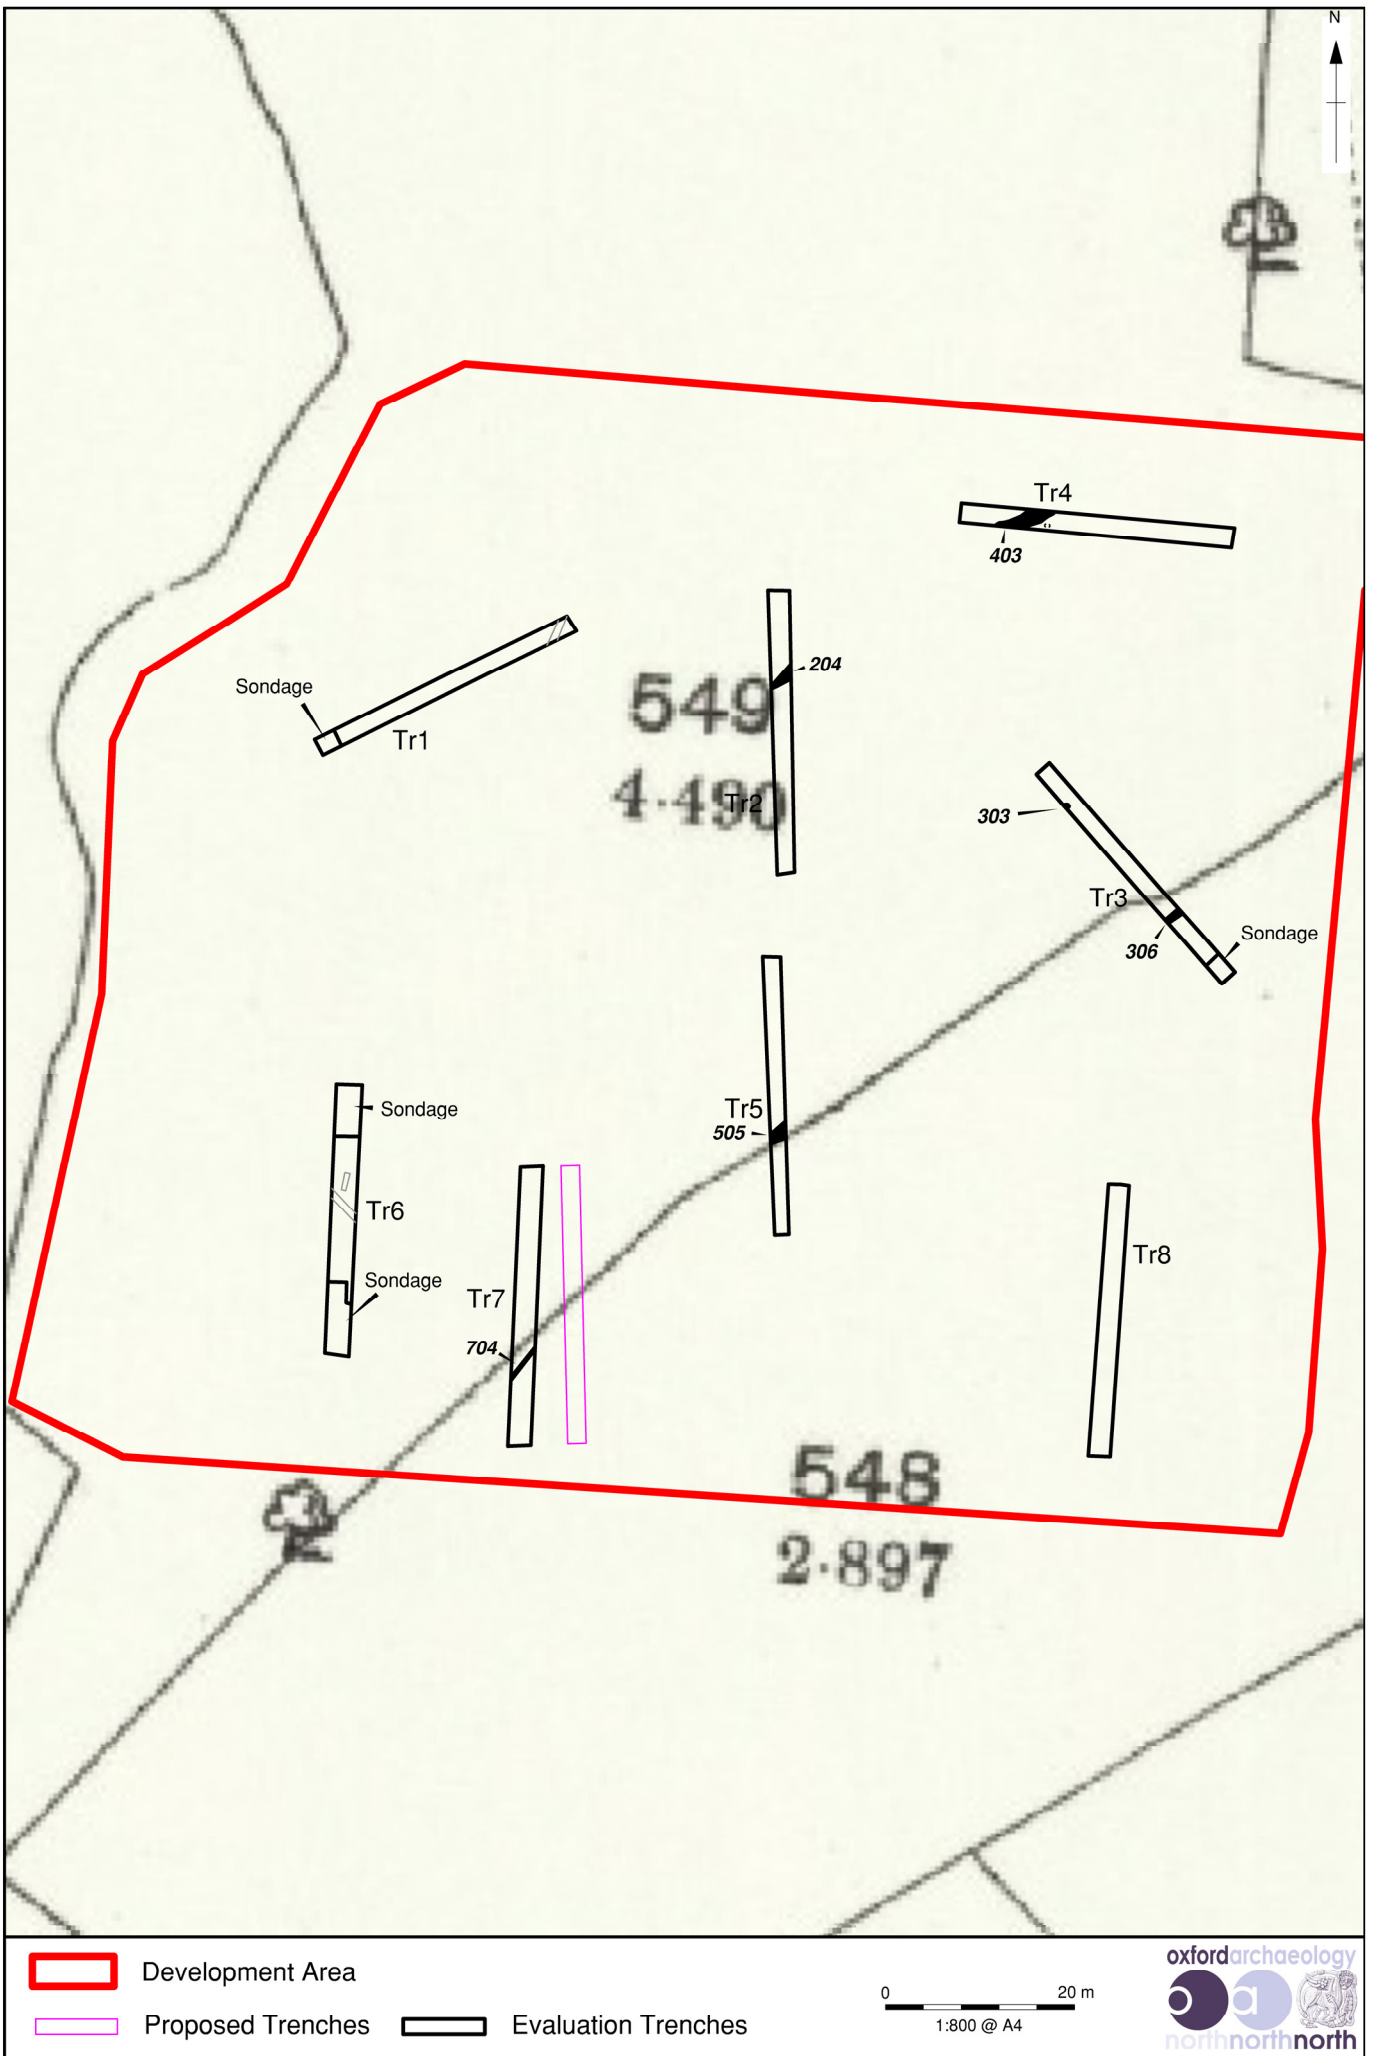 N
Tr4
403
204
549
Sondage
Tr1
4·490
Tr2
303
Tr3
306
Sondage
Tr5
505
Sondage
Tr6
Sondage
Tr7
704
Tr8
548
2·897
Development Area
Proposed Trenches
Evaluation Trenches
0
20 m
1:800 @ A4
oxfordarchaeology
oa
northnorthnorth